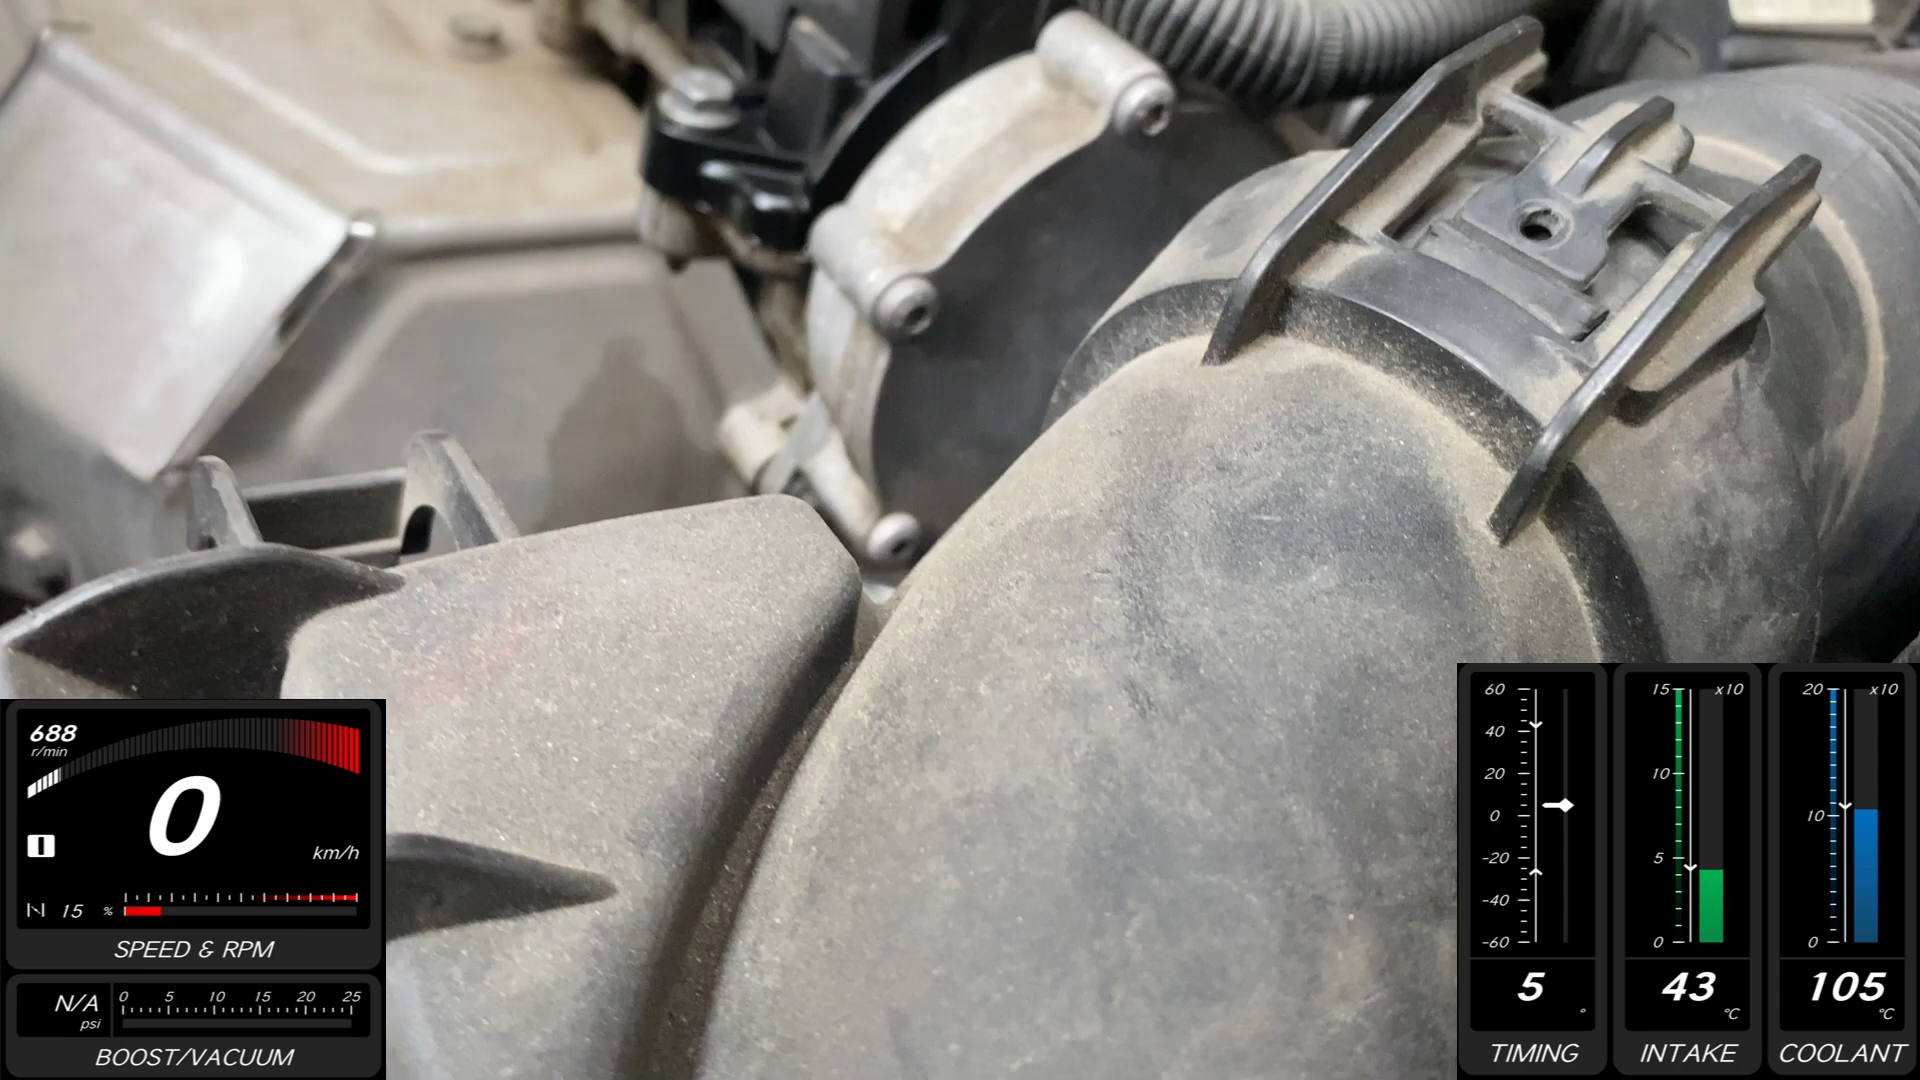 688
r/min
0
km/h
15 %
SPEED & RPM
N/A
psi
0 5 10 15 20 25
BOOST/VACUUM
60
40
20
0
-20
-40
-60
5
°
TIMING
15
x10
10
5
0
43
°C
INTAKE
20
x10
10
0
105
°C
COOLANT